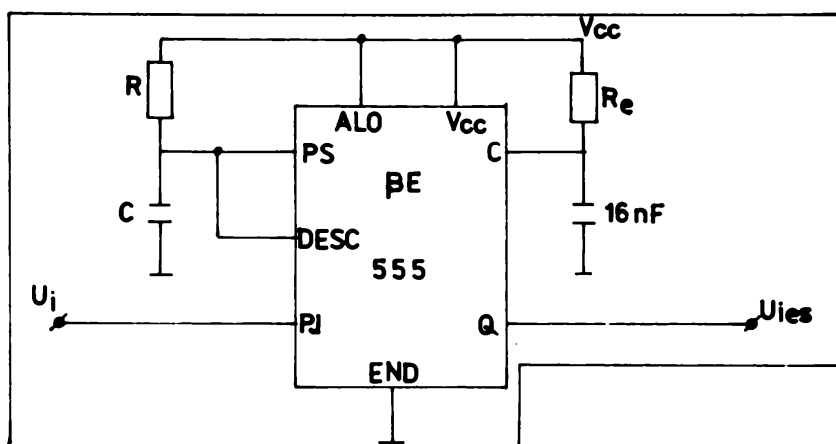 Vcc
R
Re
ALO
Vcc
PS
C
βE
C
16nF
DESC
555
Ui
PJ
Q
Uies
END